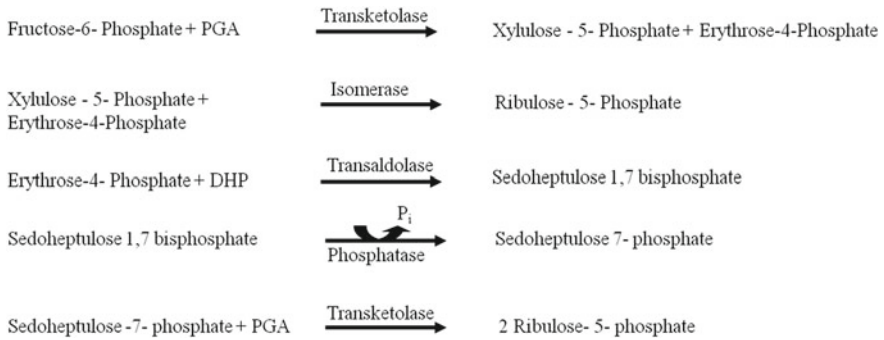 Fructose-6- Phosphate + PGA Transketolase Xylulose - 5- Phosphate + Erythrose-4-Phosphate
Xylulose - 5- Phosphate + Isomerase Ribulose - 5- Phosphate
Erythrose-4-Phosphate
Erythrose-4- Phosphate + DHP Transaldolase Sedoheptulose 1,7 bisphosphate
Sedoheptulose 1,7 bisphosphate Pi Phosphatase Sedoheptulose 7- phosphate
Sedoheptulose -7- phosphate + PGA Transketolase 2 Ribulose- 5- phosphate